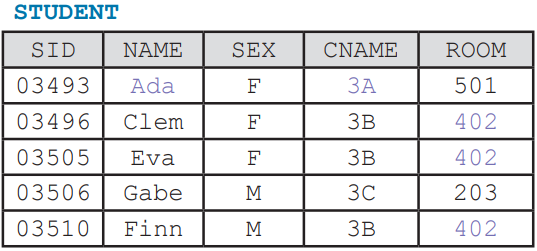 STUDENT
SID NAME SEX CNAME ROOM
03493 Ada F 3A 501
03496 Clem F 3B 402
03505 Eva F 3B 402
03506 Gabe M 3C 203
03510 Finn M 3B 402